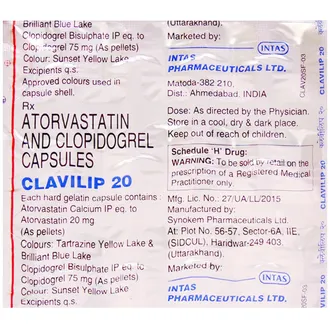 Brilliant Blue Lake
Clopidogrel Bisulphate IP eq. to
Clopidogrel 75 mg (As pellets)
Colour: Sunset Yellow Lake
Excipients q.s.
Approved colours used in
capsule shell.
Rx
ATORVASTATIN
AND CLOPIDOGREL
CAPSULES
CLAVILIP 20
Each hard gelatin capsule contains:
Atorvastatin Calcium IP eq. to
Atorvastatin 20 mg
(As pellets)
Colours: Tartrazine Yellow Lake &
Brilliant Blue Lake
Clopidogrel Bisulphate IP eq. to
Clopidogrel 75 mg (As pellets)
Colour: Sunset Yellow Lake
Excipients q.s.
(Uttarakhand).
Marketed by:
INTAS
INTAS
PHARMACEUTICALS LTD.
Matoda-382 210,
Dist.: Ahmedabad. INDIA
Dose: As directed by the Physician.
Store in a cool, dry & dark place.
Keep out of reach of children.
Schedule 'H' Drug:
WARNING: To be sold by retail on the
prescription of a Registered Medical
Practitioner only.
Mfg. Lic. No.: 27/UA/LL/2015
Manufactured by:
Synokem Pharmaceuticals Ltd.
At: Plot No. 56-57, Sector-6A, IIE,
(SIDCUL), Haridwar-249 403,
(Uttarakhand).
Marketed by:
INTAS
INTAS
PHARMACEUTICALS LTD.
CLAV20SF-03
CLAVILIP 20